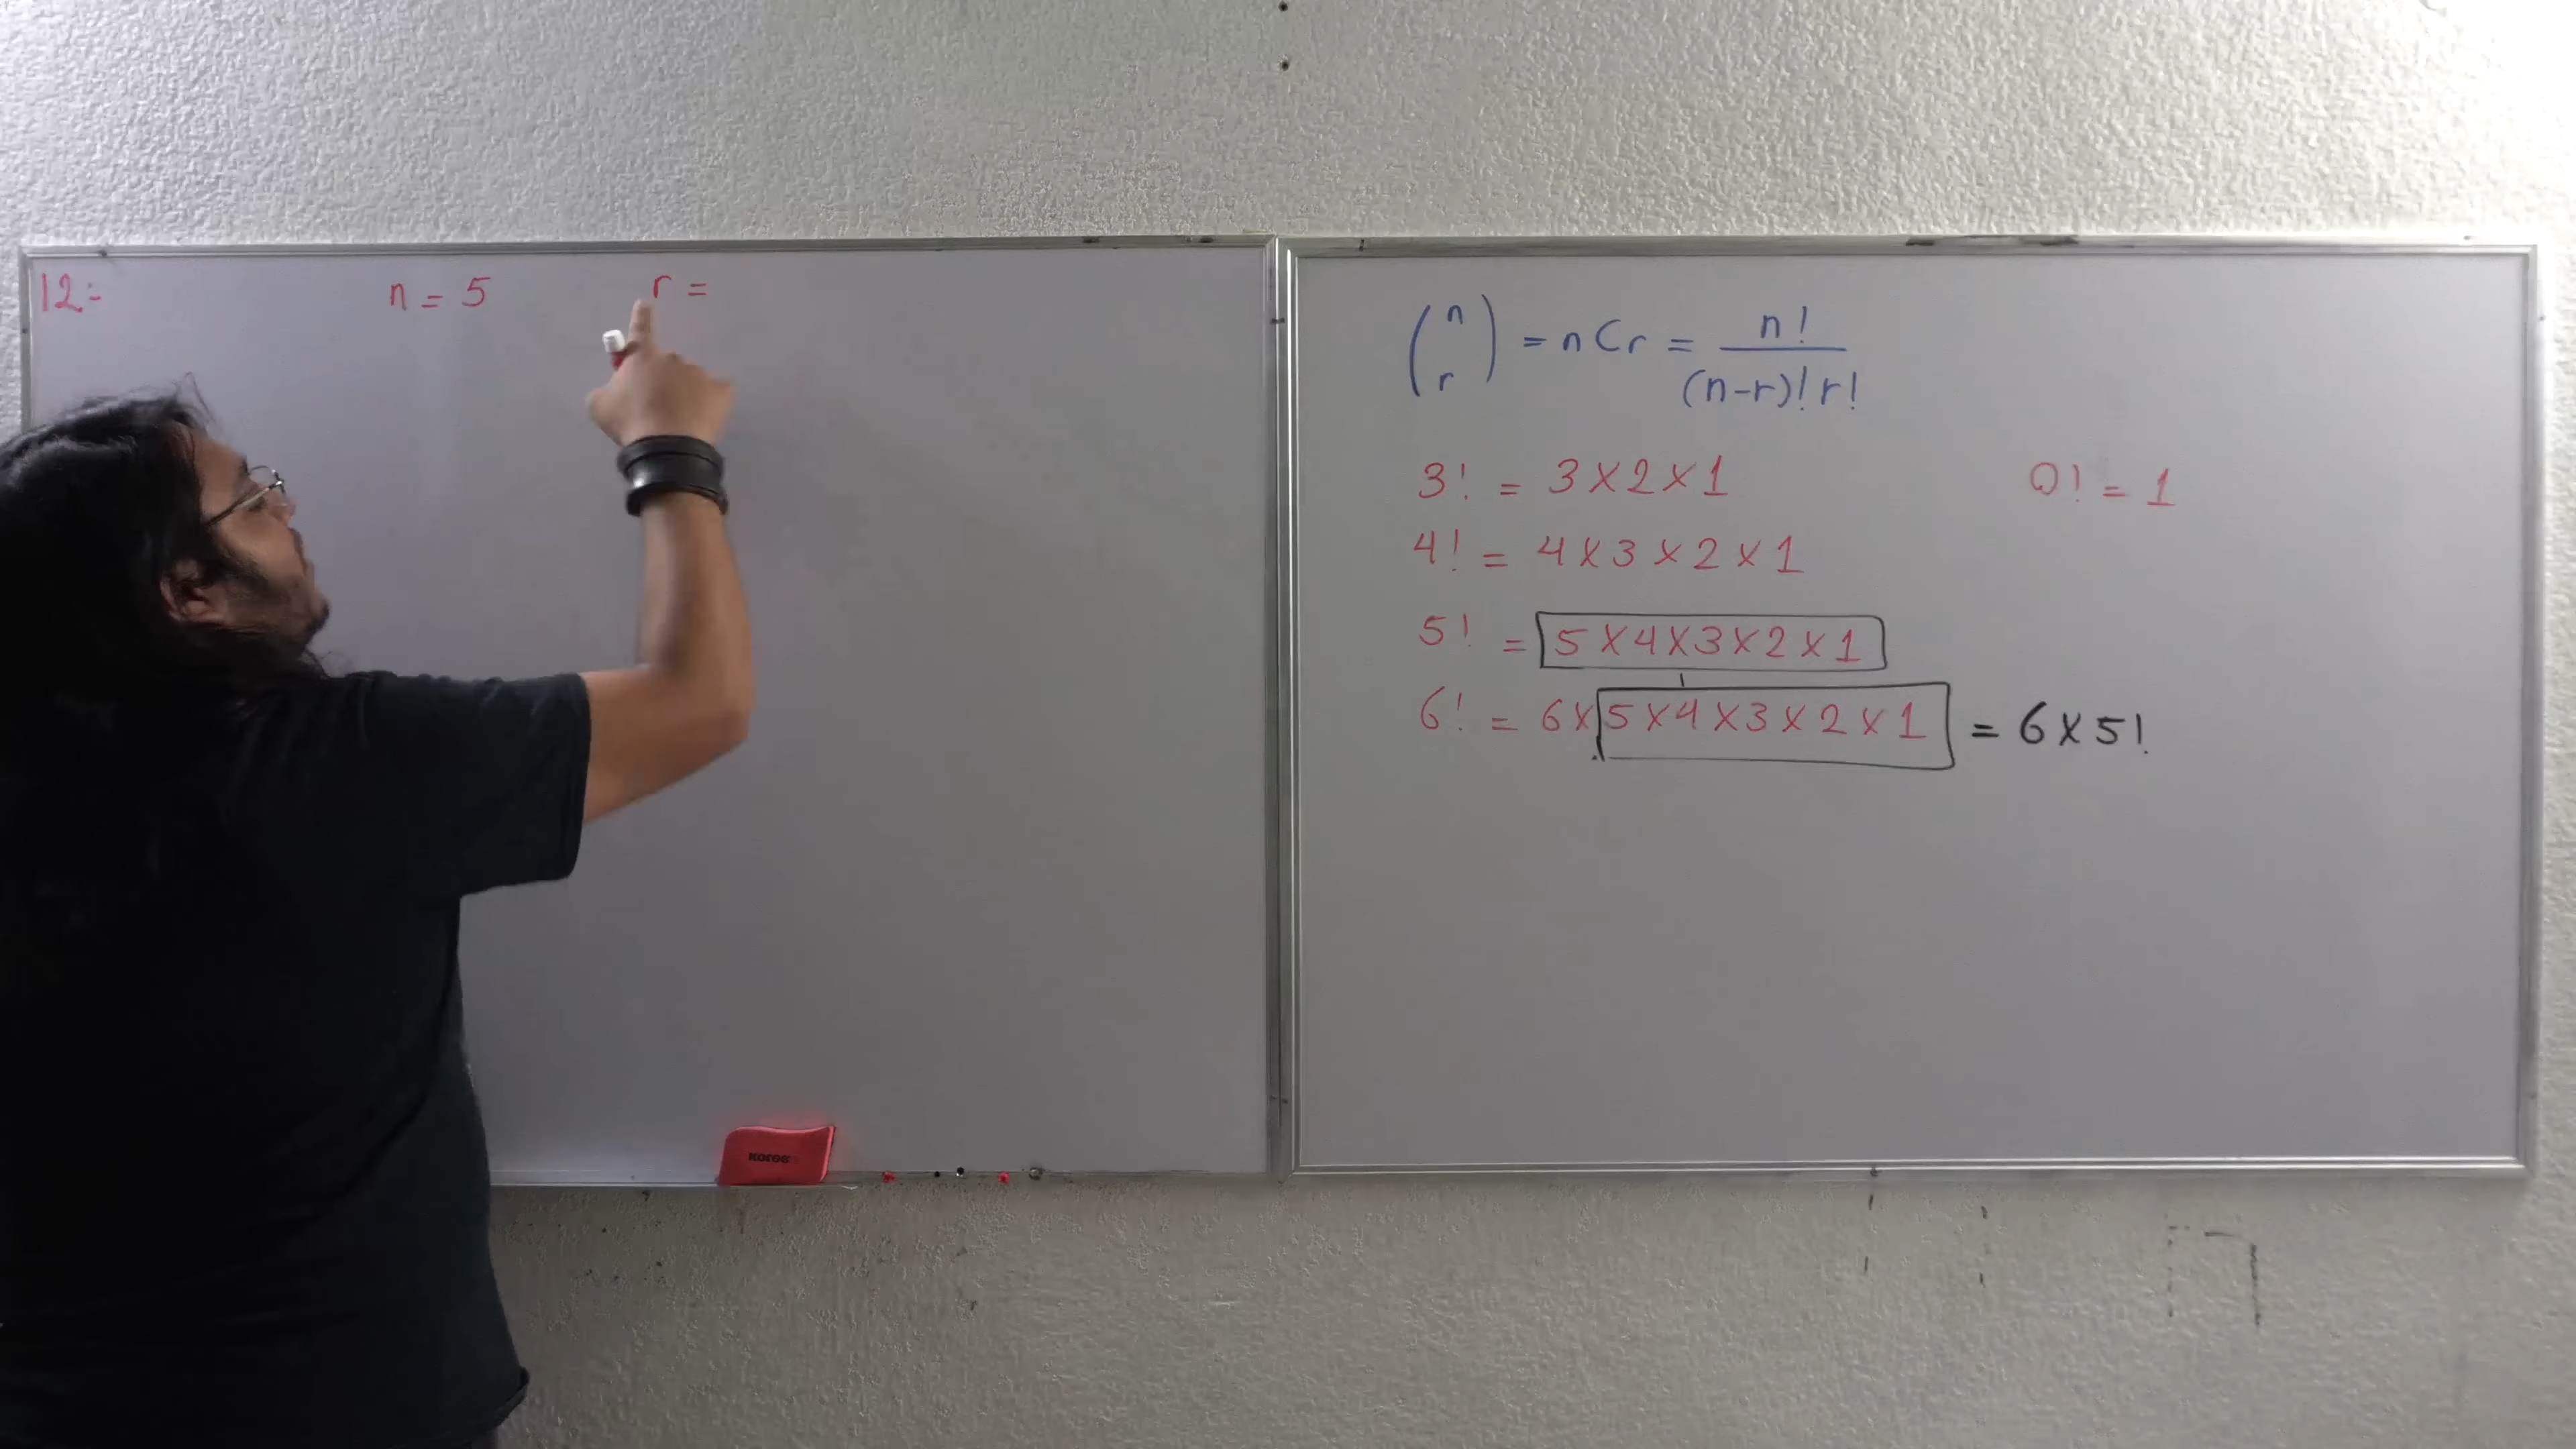 12:- n = 5 r =
(n r) = nCr = n! / (n-r)! r!
3! = 3 x 2 x 1 0! = 1
4! = 4 x 3 x 2 x 1
5! = 5 x 4 x 3 x 2 x 1
6! = 6 x 5 x 4 x 3 x 2 x 1 = 6 x 5!
Kores